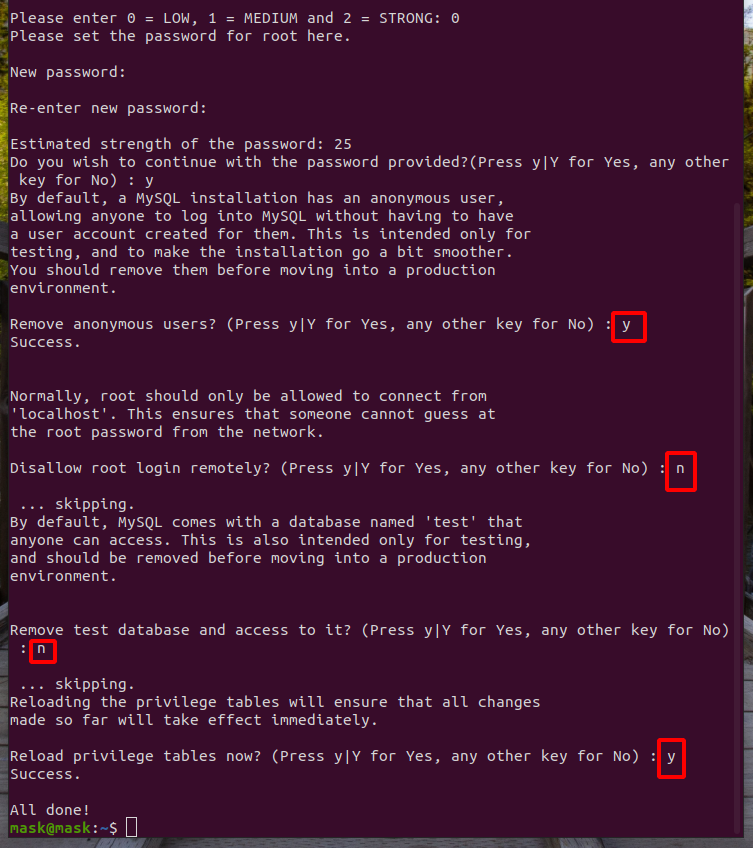 Please enter 0 = LOW, 1 = MEDIUM and 2 = STRONG: 0
Please set the password for root here.
New password:
Re-enter new password:
Estimated strength of the password: 25
Do you wish to continue with the password provided?(Press y|Y for Yes, any other
key for No) : y
By default, a MySQL installation has an anonymous user,
allowing anyone to log into MySQL without having to have
a user account created for them. This is intended only for
testing, and to make the installation go a bit smoother.
You should remove them before moving into a production
environment.
Remove anonymous users? (Press y|Y for Yes, any other key for No) : y
Success.
Normally, root should only be allowed to connect from
'localhost'. This ensures that someone cannot guess at
the root password from the network.
Disallow root login remotely? (Press y|Y for Yes, any other key for No) : n
... skipping.
By default, MySQL comes with a database named 'test' that
anyone can access. This is also intended only for testing,
and should be removed before moving into a production
environment.
Remove test database and access to it? (Press y|Y for Yes, any other key for No)
: n
... skipping.
Reloading the privilege tables will ensure that all changes
made so far will take effect immediately.
Reload privilege tables now? (Press y|Y for Yes, any other key for No) : y
Success.
All done!
mask@mask:~$